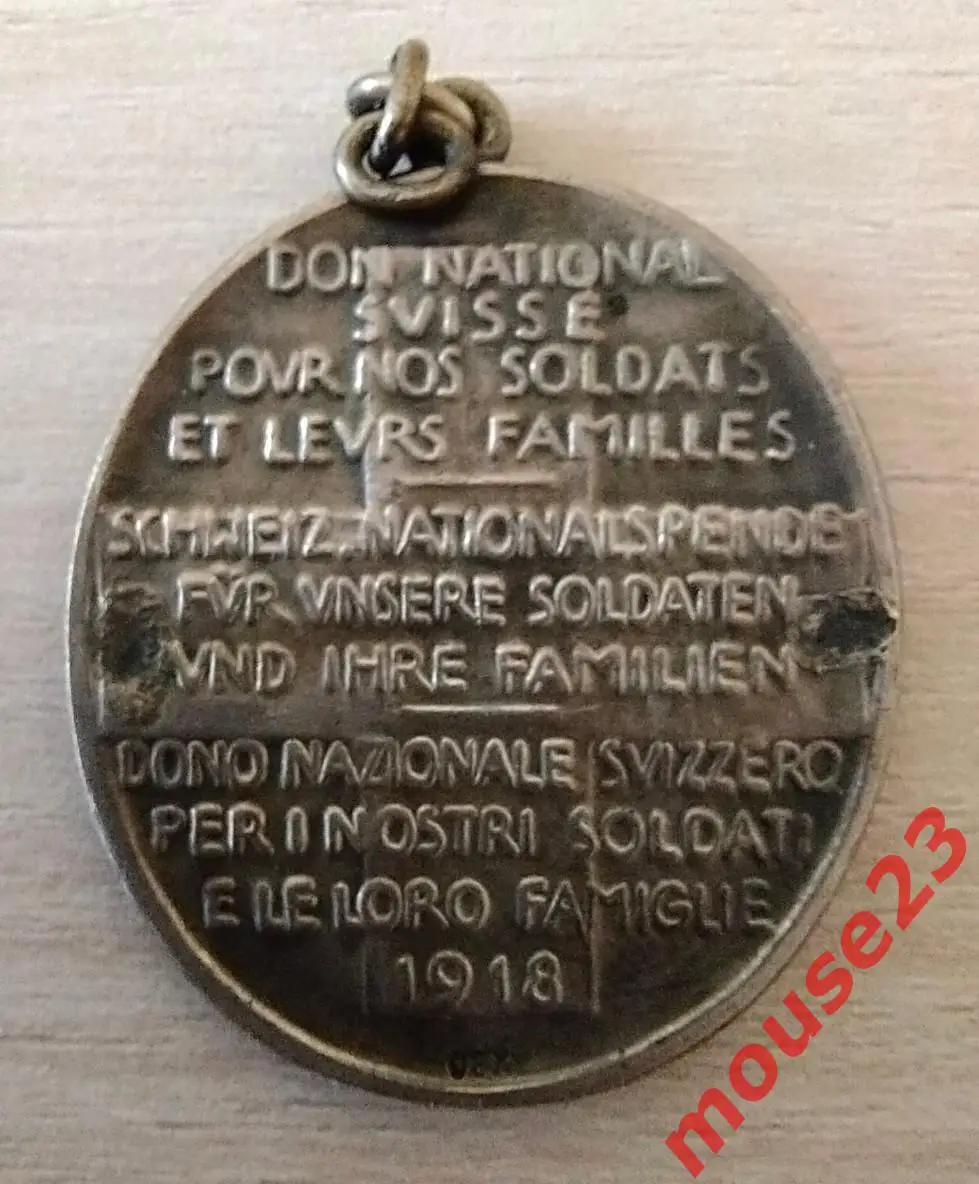 DON NATIONAL
SVISSE
POVR NOS SOLDATS
ET LEVRS FAMILLES
SCHWEIZ. NATIONALSPENDE
FÜR VNSERE SOLDATEN
VND IHRE FAMILIEN
DONO NAZIONALE SVIZZERO
PER I NOSTRI SOLDATI
E LE LORO FAMIGLIE
1918
mouse23